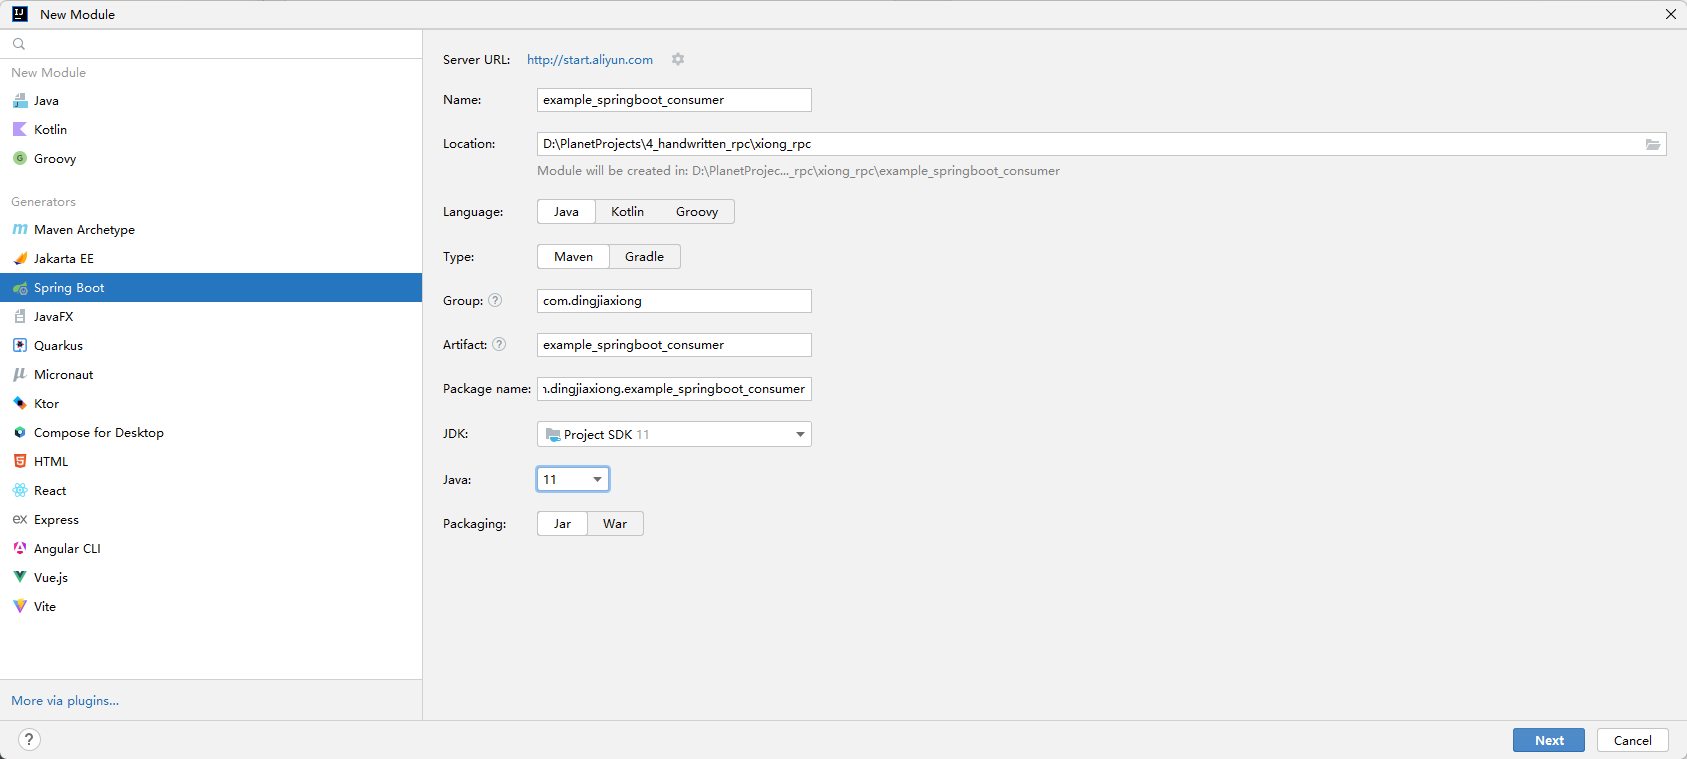 New Module
New Module
Java
Kotlin
Groovy
Generators
Maven Archetype
Jakarta EE
Spring Boot
JavaFX
Quarkus
Micronaut
Ktor
Compose for Desktop
HTML
React
Express
Angular CLI
Vue.js
Vite
More via plugins...
Server URL: http://start.aliyun.com
Name: example_springboot_consumer
Location: D:\PlanetProjects\4_handwritten_rpc\xiong_rpc
Module will be created in: D:\PlanetProjec..._rpc\xiong_rpc\example_springboot_consumer
Language: Java Kotlin Groovy
Type: Maven Gradle
Group: ? com.dingjiaxiong
Artifact: ? example_springboot_consumer
Package name: .dingjiaxiong.example_springboot_consumer
JDK: Project SDK 11
Java: 11
Packaging: Jar War
? Next Cancel